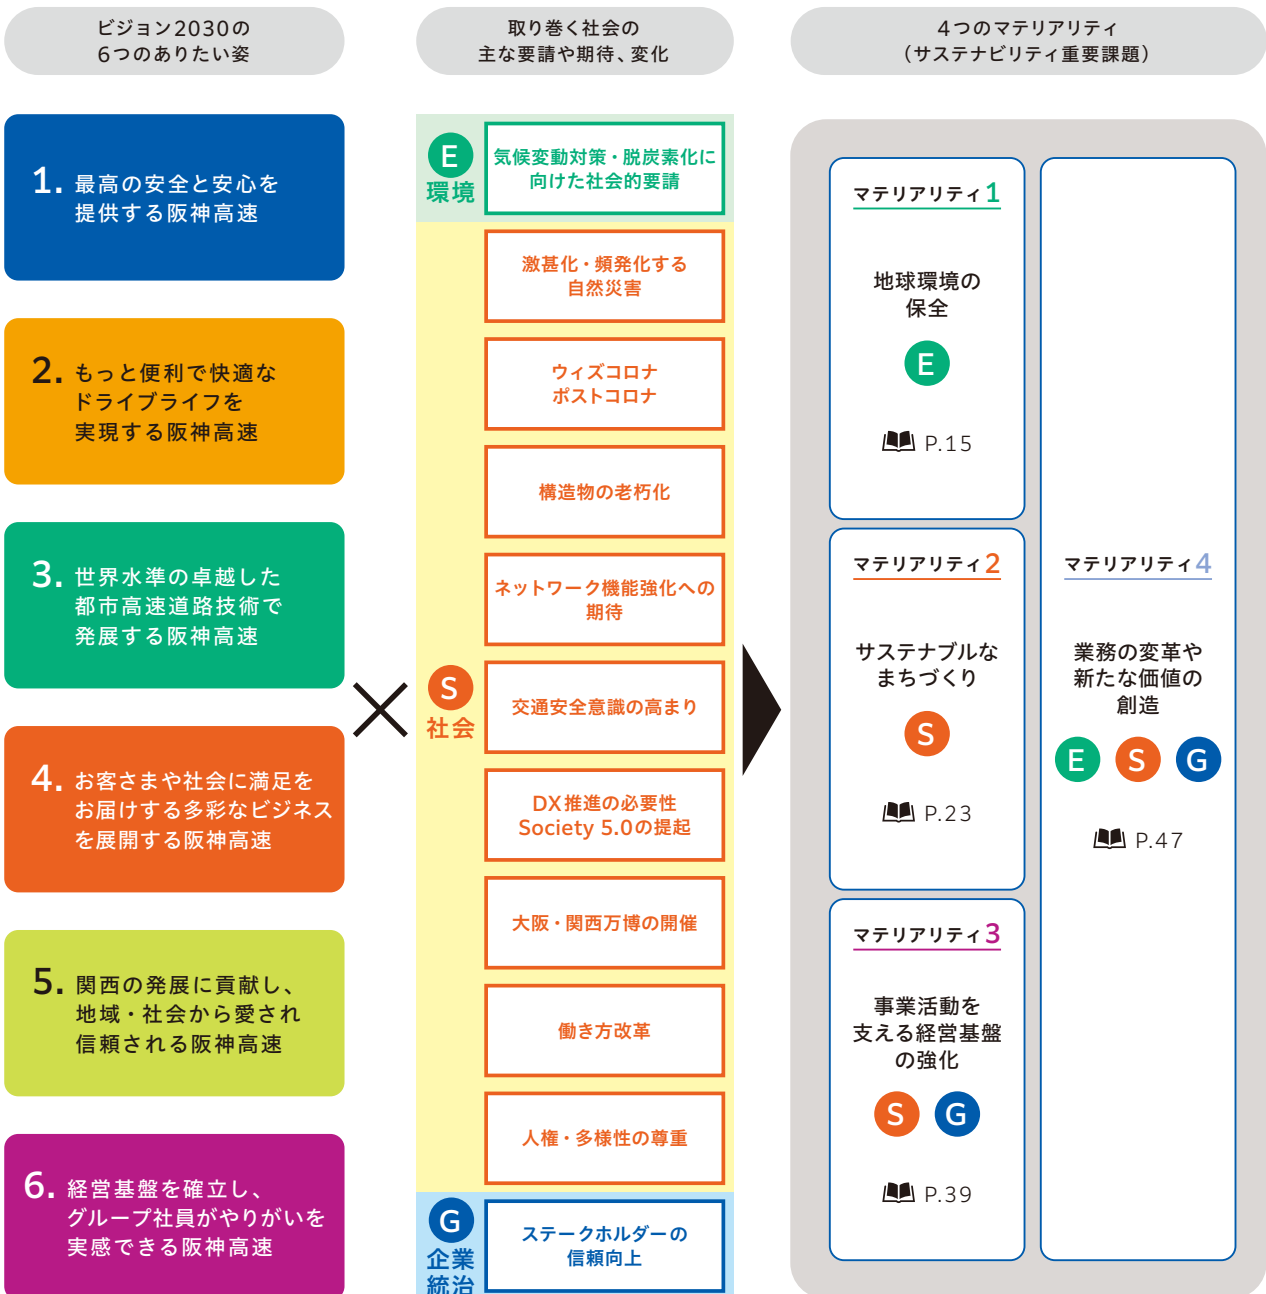 ビジョン2030の
6つのありたい姿
1. 最高の安全と安心を
提供する阪神高速
2. もっと便利で快適な
ドライブライフを
実現する阪神高速
3. 世界水準の卓越した
都市高速道路技術で
発展する阪神高速
4. お客さまや社会に満足を
お届けする多彩なビジネス
を展開する阪神高速
5. 関西の発展に貢献し、
地域・社会から愛され
信頼される阪神高速
6. 経営基盤を確立し、
グループ社員がやりがいを
実感できる阪神高速
取り巻く社会の
主な要請や期待、変化
E
環境
気候変動対策・脱炭素化に
向けた社会的要請
S
社会
激甚化・頻発化する
自然災害
ウィズコロナ
ポストコロナ
構造物の老朽化
ネットワーク機能強化への
期待
交通安全意識の高まり
DX推進の必要性
Society 5.0の提起
大阪・関西万博の開催
働き方改革
人権・多様性の尊重
G
企業
統治
ステークホルダーの
信頼向上
4つのマテリアリティ
（サステナビリティ重要課題）
マテリアリティ1
地球環境の
保全
E
P.15
マテリアリティ2
サステナブルな
まちづくり
S
P.23
マテリアリティ3
事業活動を
支える経営基盤
の強化
S G
P.39
マテリアリティ4
業務の変革や
新たな価値の
創造
E S G
P.47